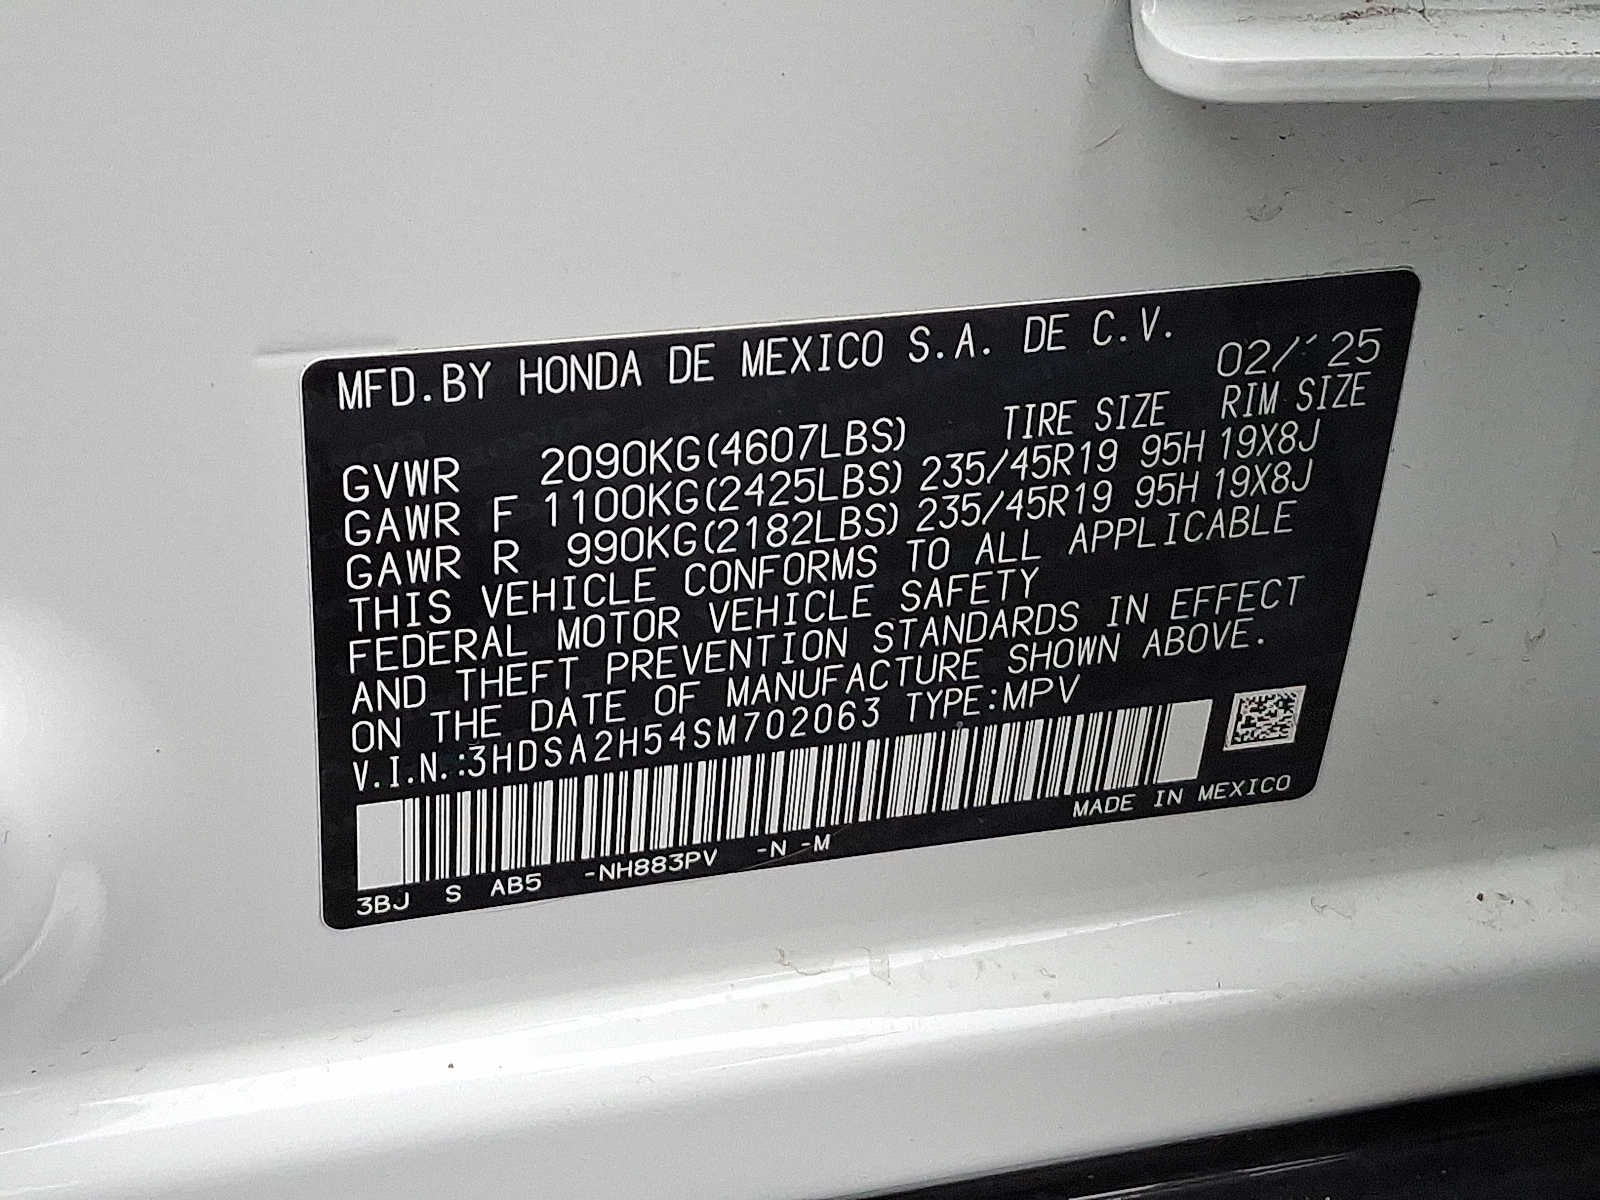 MFD.BY HONDA DE MEXICO S.A. DE C.V.
02/'25
TIRE SIZE RIM SIZE
GVWR 2090KG(4607LBS)
GAWR F 1100KG(2425LBS) 235/45R19 95H 19X8J
GAWR R 990KG(2182LBS) 235/45R19 95H 19X8J
THIS VEHICLE CONFORMS TO ALL APPLICABLE
FEDERAL MOTOR VEHICLE SAFETY
AND THEFT PREVENTION STANDARDS IN EFFECT
ON THE DATE OF MANUFACTURE SHOWN ABOVE.
V.I.N.:3HDSA2H54SM702063 TYPE:MPV
MADE IN MEXICO
3BJ S AB5 -NH883PV -N -M